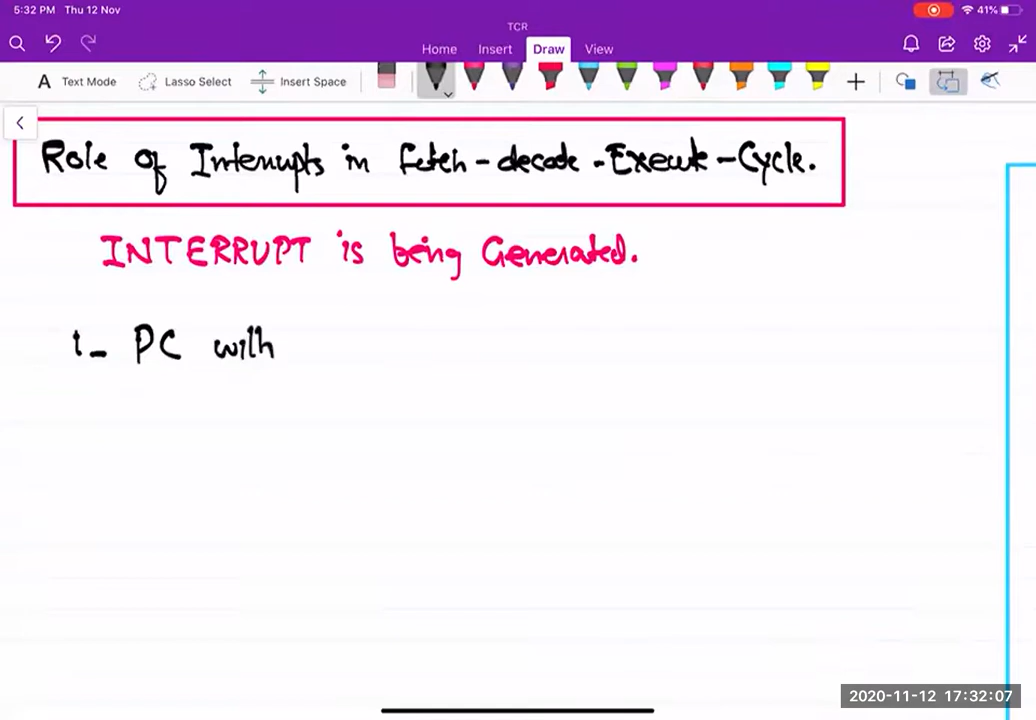 5:32 PM Thu 12 Nov
41%
TCR
Home Insert Draw View
A Text Mode Lasso Select Insert Space
Role of Interrupts in Fetch-decode-Execute-Cycle.
INTERRUPT is being Generated.
1- PC with
2020-11-12 17:32:07